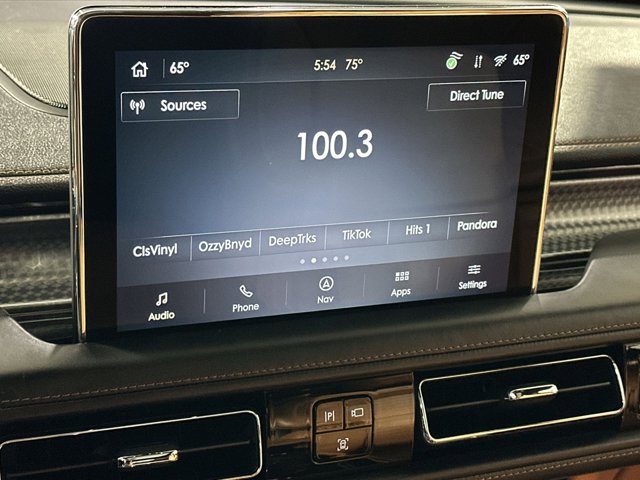 65° 5:54 75° 65°
Sources Direct Tune
100.3
ClsVinyl OzzyBnyd DeepTrks TikTok Hits 1 Pandora
Audio Phone Nav Apps Settings
P